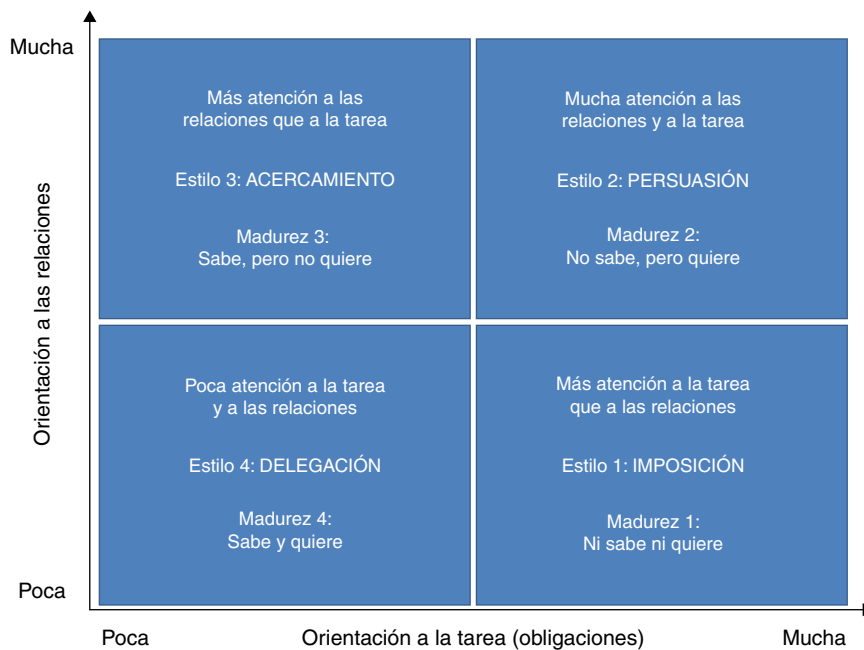 Mucha
Orientación a las relaciones
Poca
Más atención a las
relaciones que a la tarea
Estilo 3: ACERCAMIENTO
Madurez 3:
Sabe, pero no quiere
Mucha atención a las
relaciones y a la tarea
Estilo 2: PERSUASIÓN
Madurez 2:
No sabe, pero quiere
Poca atención a la tarea
y a las relaciones
Estilo 4: DELEGACIÓN
Madurez 4:
Sabe y quiere
Más atención a la tarea
que a las relaciones
Estilo 1: IMPOSICIÓN
Madurez 1:
Ni sabe ni quiere
Poca
Orientación a la tarea (obligaciones)
Mucha